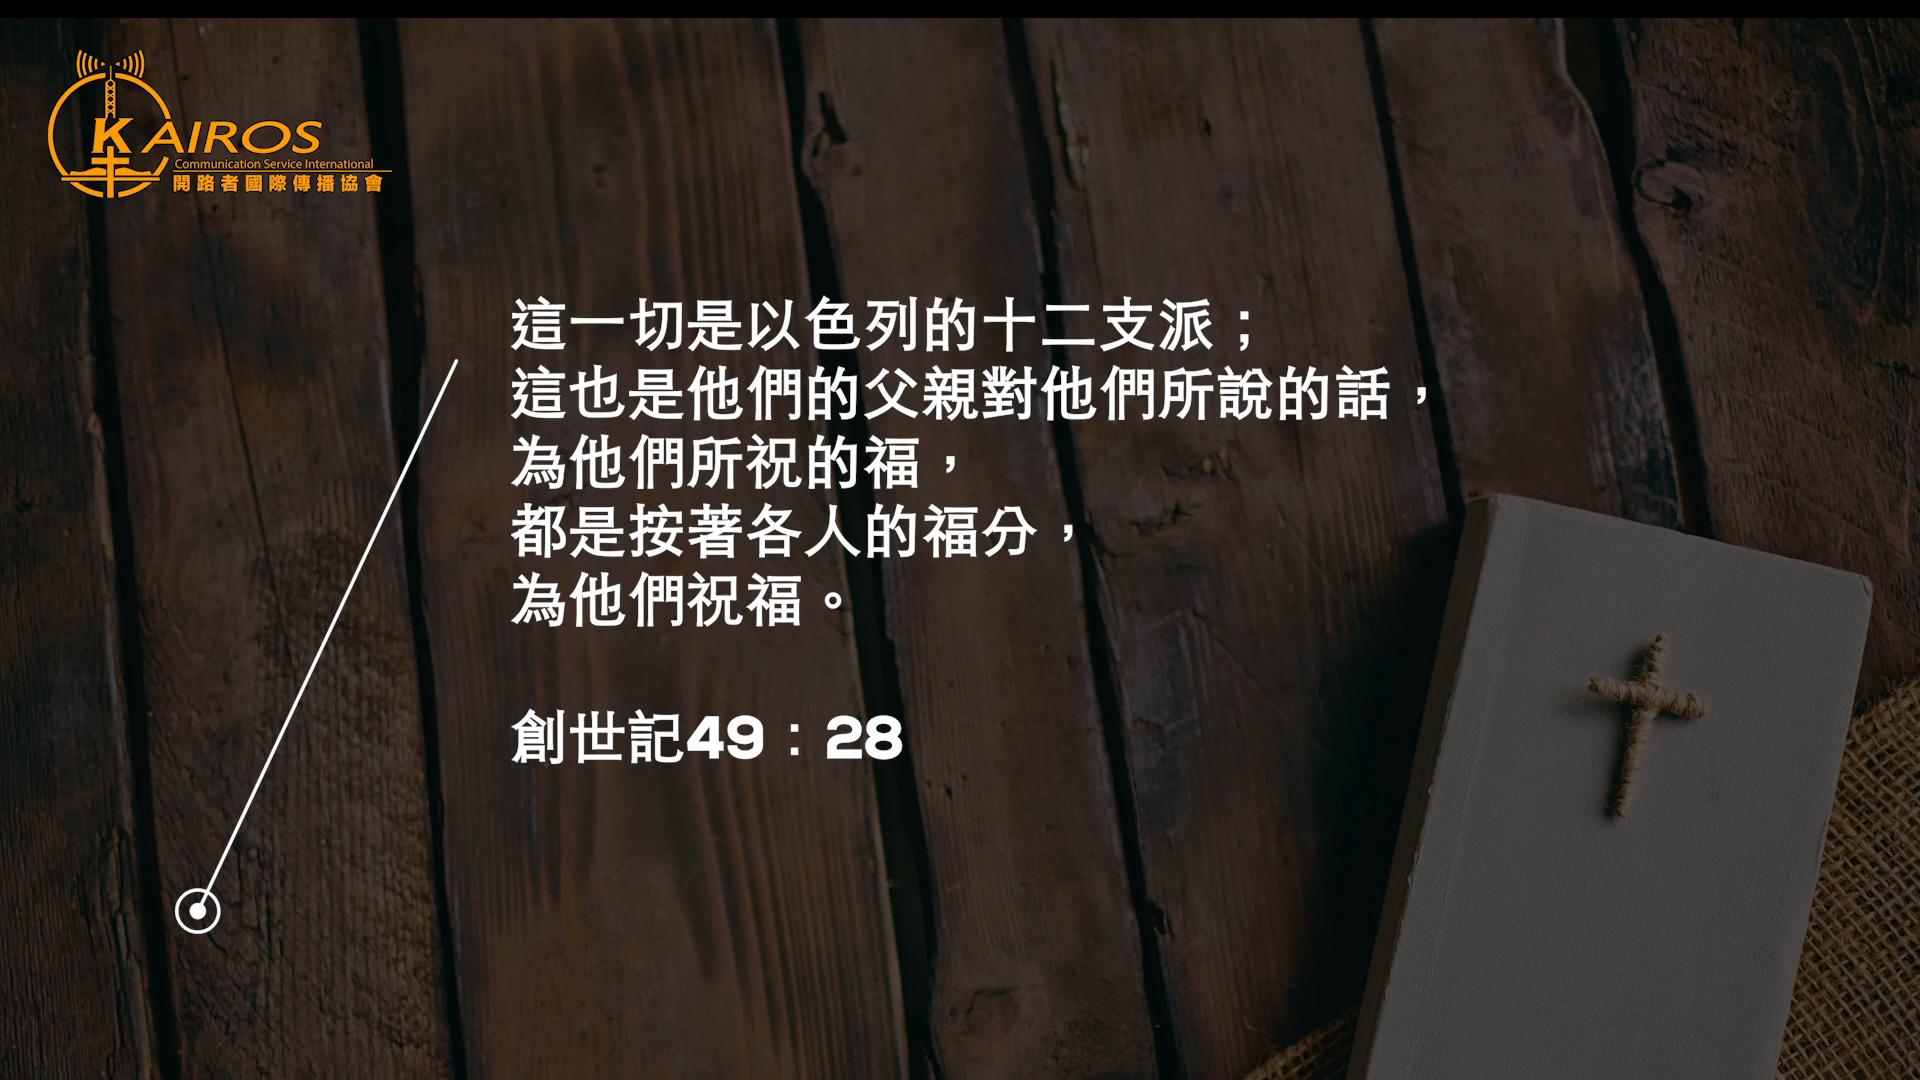 KAIROS
Communication Service International
開路者國際傳播協會
這一切是以色列的十二支派；
這也是他們的父親對他們所說的話，
為他們所祝的福，
都是按著各人的福分，
為他們祝福。
創世記49：28